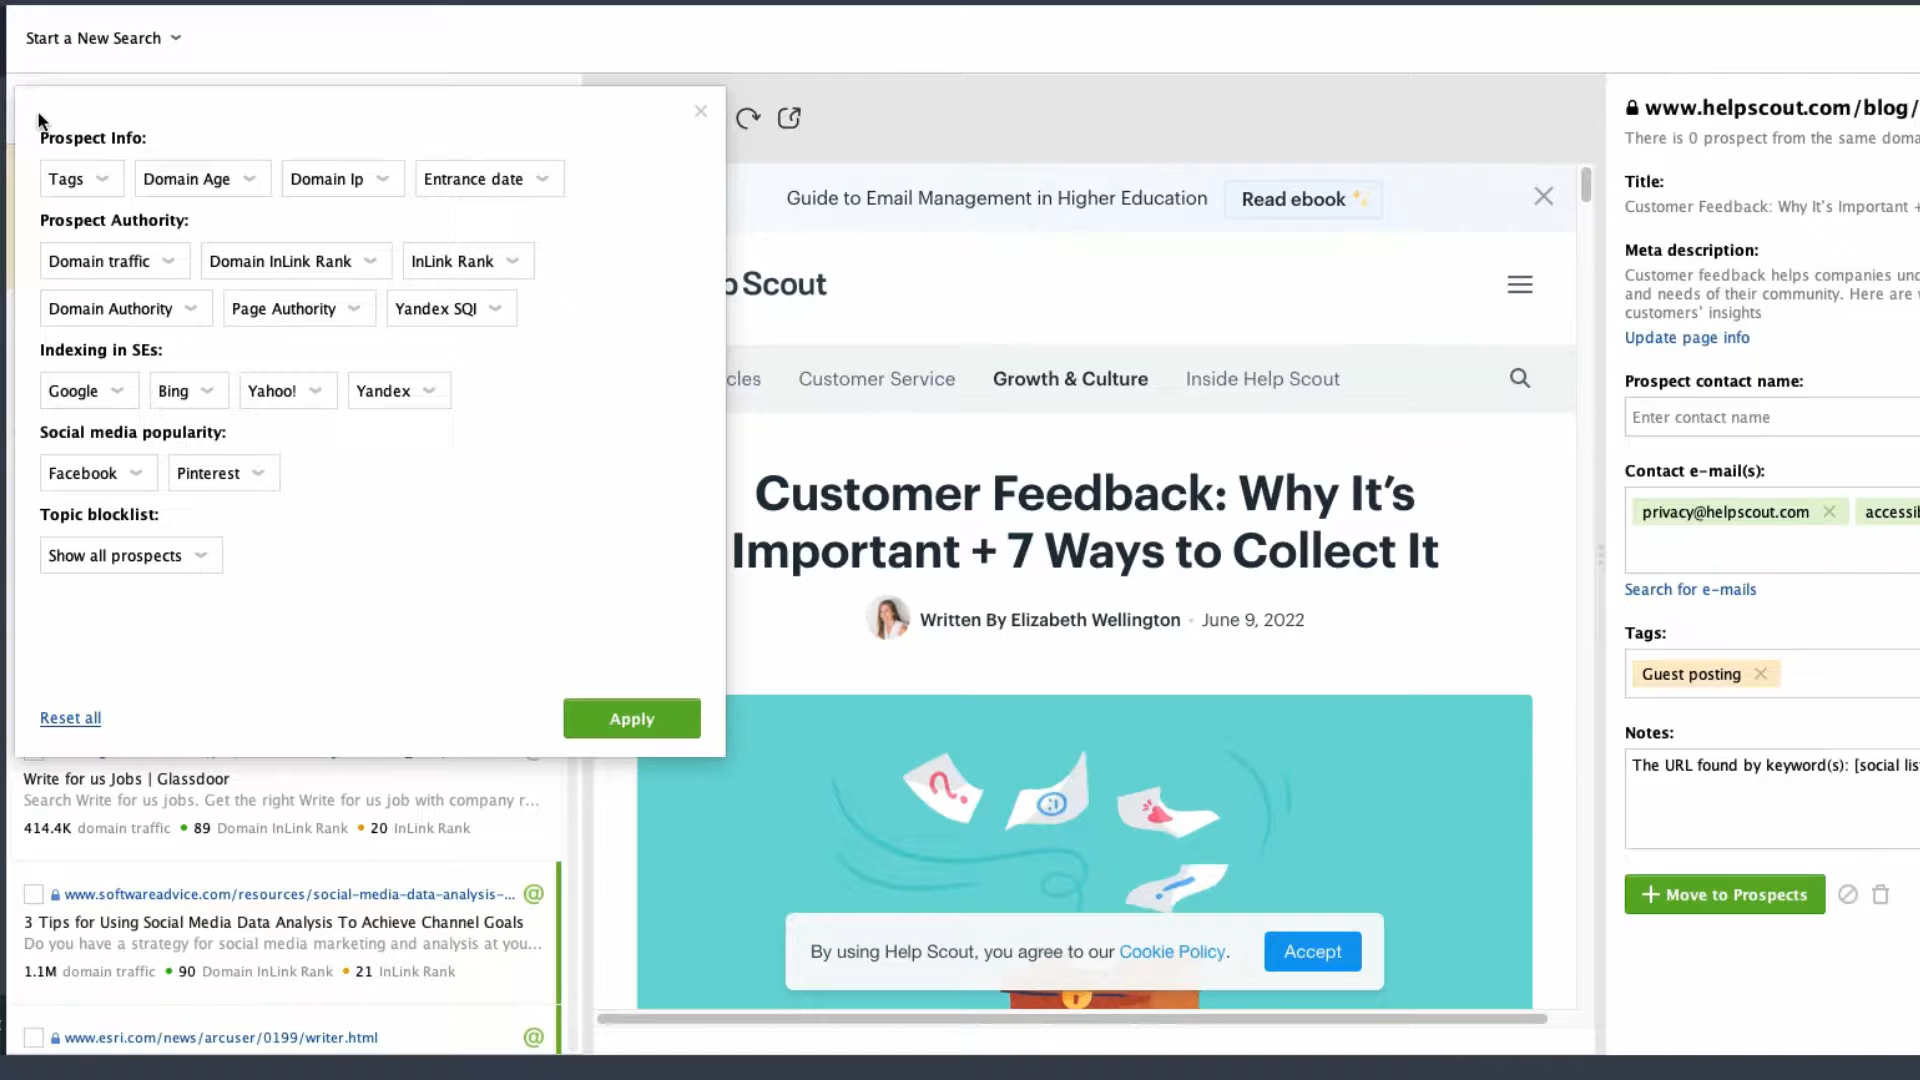 Start a New Search
Prospect Info:
Tags
Domain Age
Domain Ip
Entrance date
Prospect Authority:
Domain traffic
Domain InLink Rank
InLink Rank
Domain Authority
Page Authority
Yandex SQI
Indexing in SEs:
Google
Bing
Yahoo!
Yandex
Social media popularity:
Facebook
Pinterest
Topic blocklist:
Show all prospects
Reset all
Apply
Write for us Jobs | Glassdoor
Search Write for us jobs. Get the right Write for us job with company r...
414.4K domain traffic • 89 Domain InLink Rank • 20 InLink Rank
www.softwareadvice.com/resources/social-media-data-analysis-...
3 Tips for Using Social Media Data Analysis To Achieve Channel Goals
Do you have a strategy for social media marketing and analysis at you...
1.1M domain traffic • 90 Domain InLink Rank • 21 InLink Rank
www.esri.com/news/arcuser/0199/writer.html
Guide to Email Management in Higher Education
Read ebook
p Scout
cles
Customer Service
Growth & Culture
Inside Help Scout
Customer Feedback: Why It's
Important + 7 Ways to Collect It
Written By Elizabeth Wellington • June 9, 2022
By using Help Scout, you agree to our Cookie Policy.
Accept
www.helpscout.com/blog/
There is 0 prospect from the same doma
Title:
Customer Feedback: Why It's Important +
Meta description:
Customer feedback helps companies und
and needs of their community. Here are
customers' insights
Update page info
Prospect contact name:
Enter contact name
Contact e-mail(s):
privacy@helpscout.com
accessib
Search for e-mails
Tags:
Guest posting
Notes:
The URL found by keyword(s): [social lis
Move to Prospects